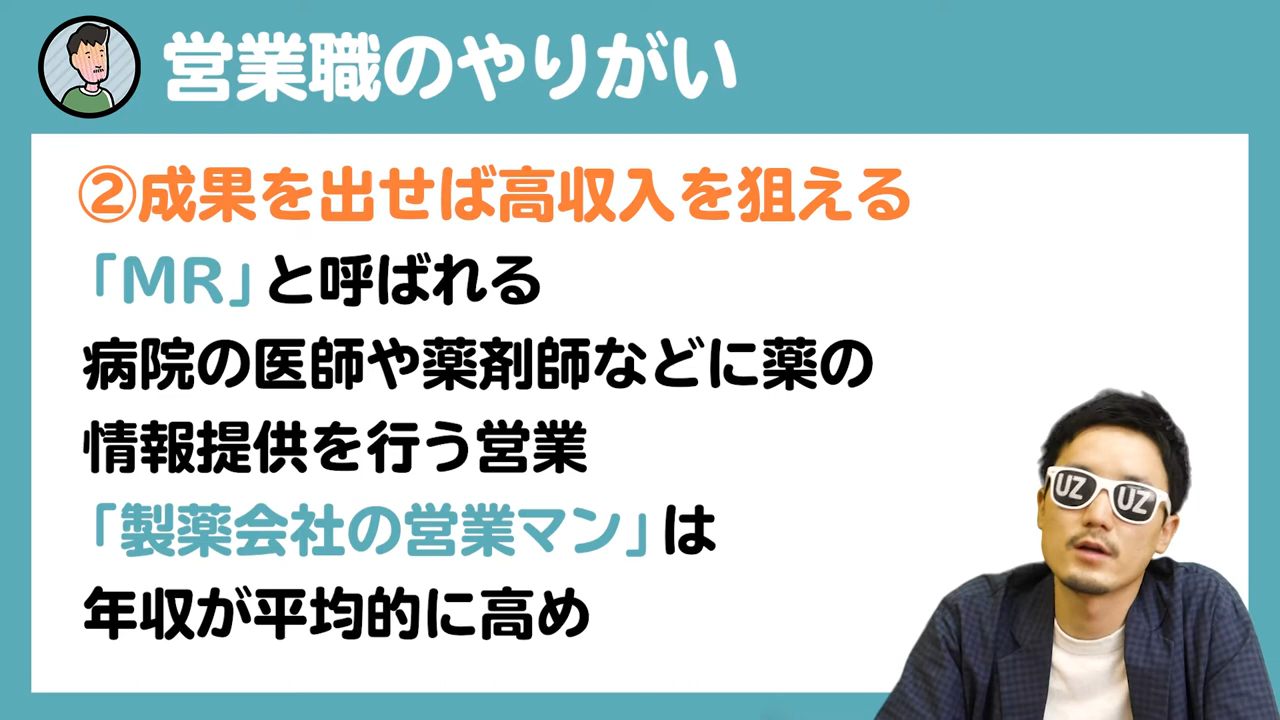 営業職のやりがい
②成果を出せば高収入を狙える
「MR」と呼ばれる
病院の医師や薬剤師などに薬の
情報提供を行う営業
「製薬会社の営業マン」は
年収が平均的に高め
UZ UZ